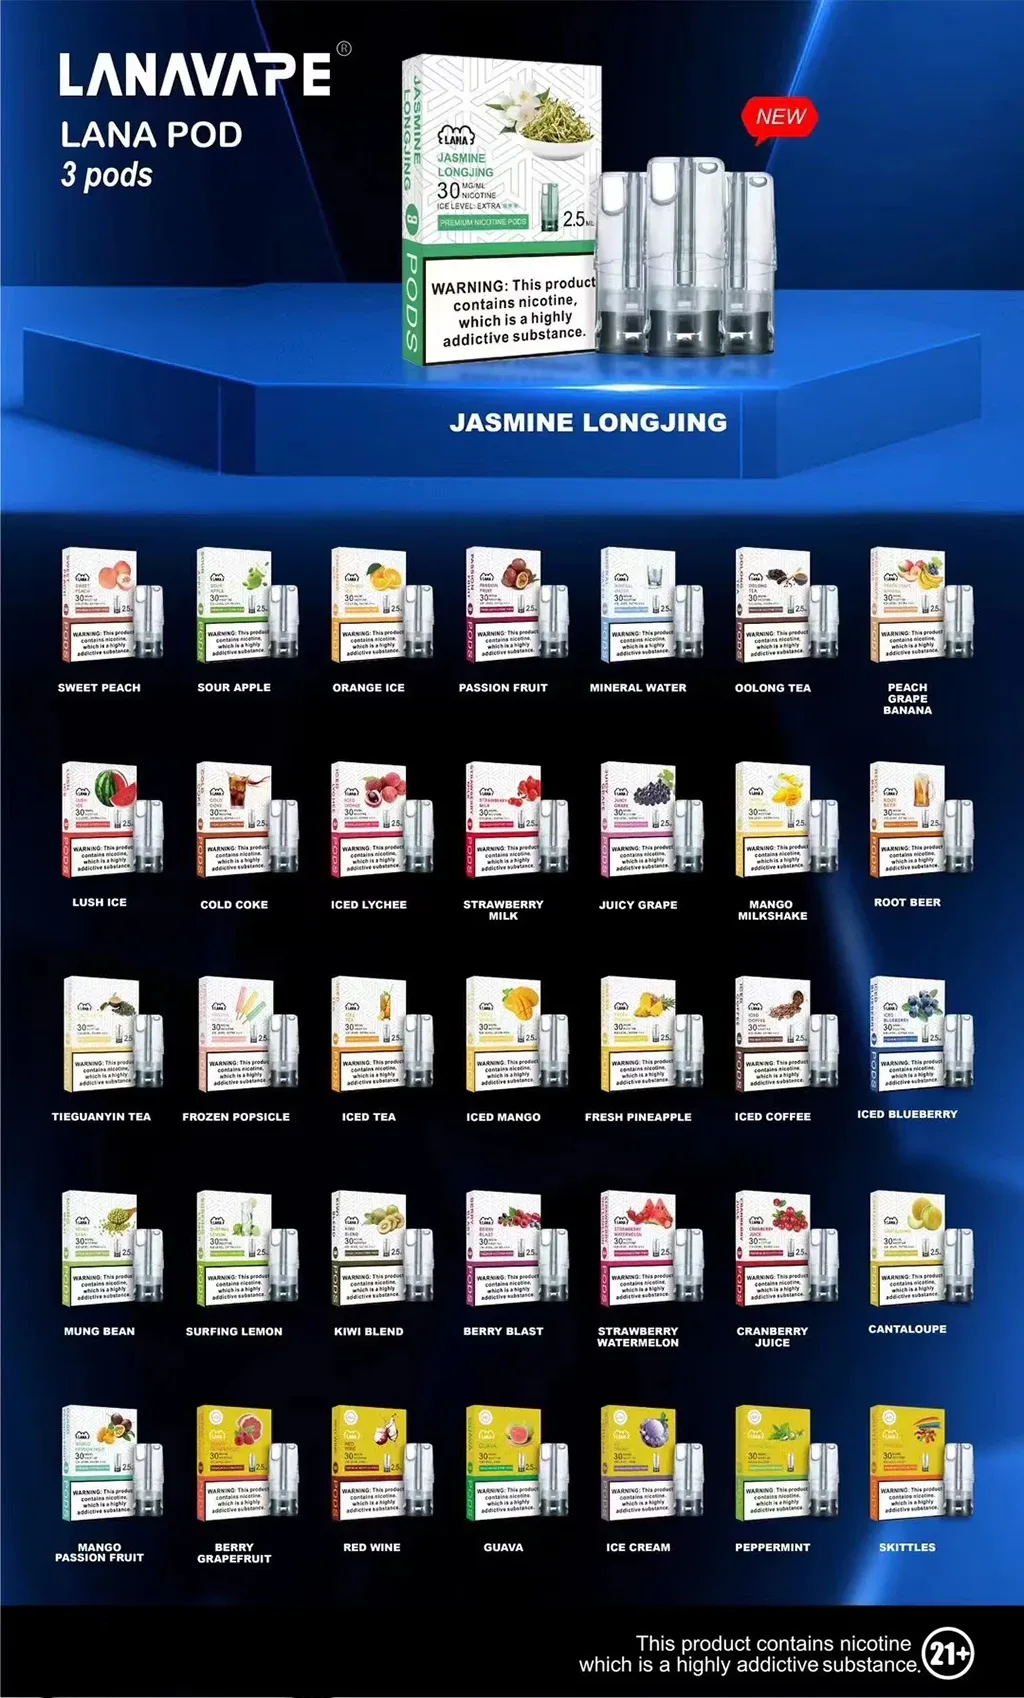 LANAVAPE®
LANA POD
3 pods
NEW
JASMINE LONGJING
LANA
JASMINE
LONGJING
30 MG/ML
NICOTINE
ICE LEVEL: EXTRA
PREMIUM NICOTINE PODS
2.5 ML
PODS
WARNING: This product
contains nicotine,
which is a highly
addictive substance.
JASMINE LONGJING
SWEET PEACH
SOUR APPLE
ORANGE ICE
PASSION FRUIT
MINERAL WATER
OOLONG TEA
PEACH
GRAPE
BANANA
LUSH ICE
COLD COKE
ICED LYCHEE
STRAWBERRY
MILK
JUICY GRAPE
MANGO
MILKSHAKE
ROOT BEER
TIEGUANYIN TEA
FROZEN POPSICLE
ICED TEA
ICED MANGO
FRESH PINEAPPLE
ICED COFFEE
ICED BLUEBERRY
MUNG BEAN
SURFING LEMON
KIWI BLEND
BERRY BLAST
STRAWBERRY
WATERMELON
CRANBERRY
JUICE
CANTALOUPE
MANGO
PASSION FRUIT
BERRY
GRAPEFRUIT
RED WINE
GUAVA
ICE CREAM
PEPPERMINT
SKITTLES
This product contains nicotine
which is a highly addictive substance.
21+